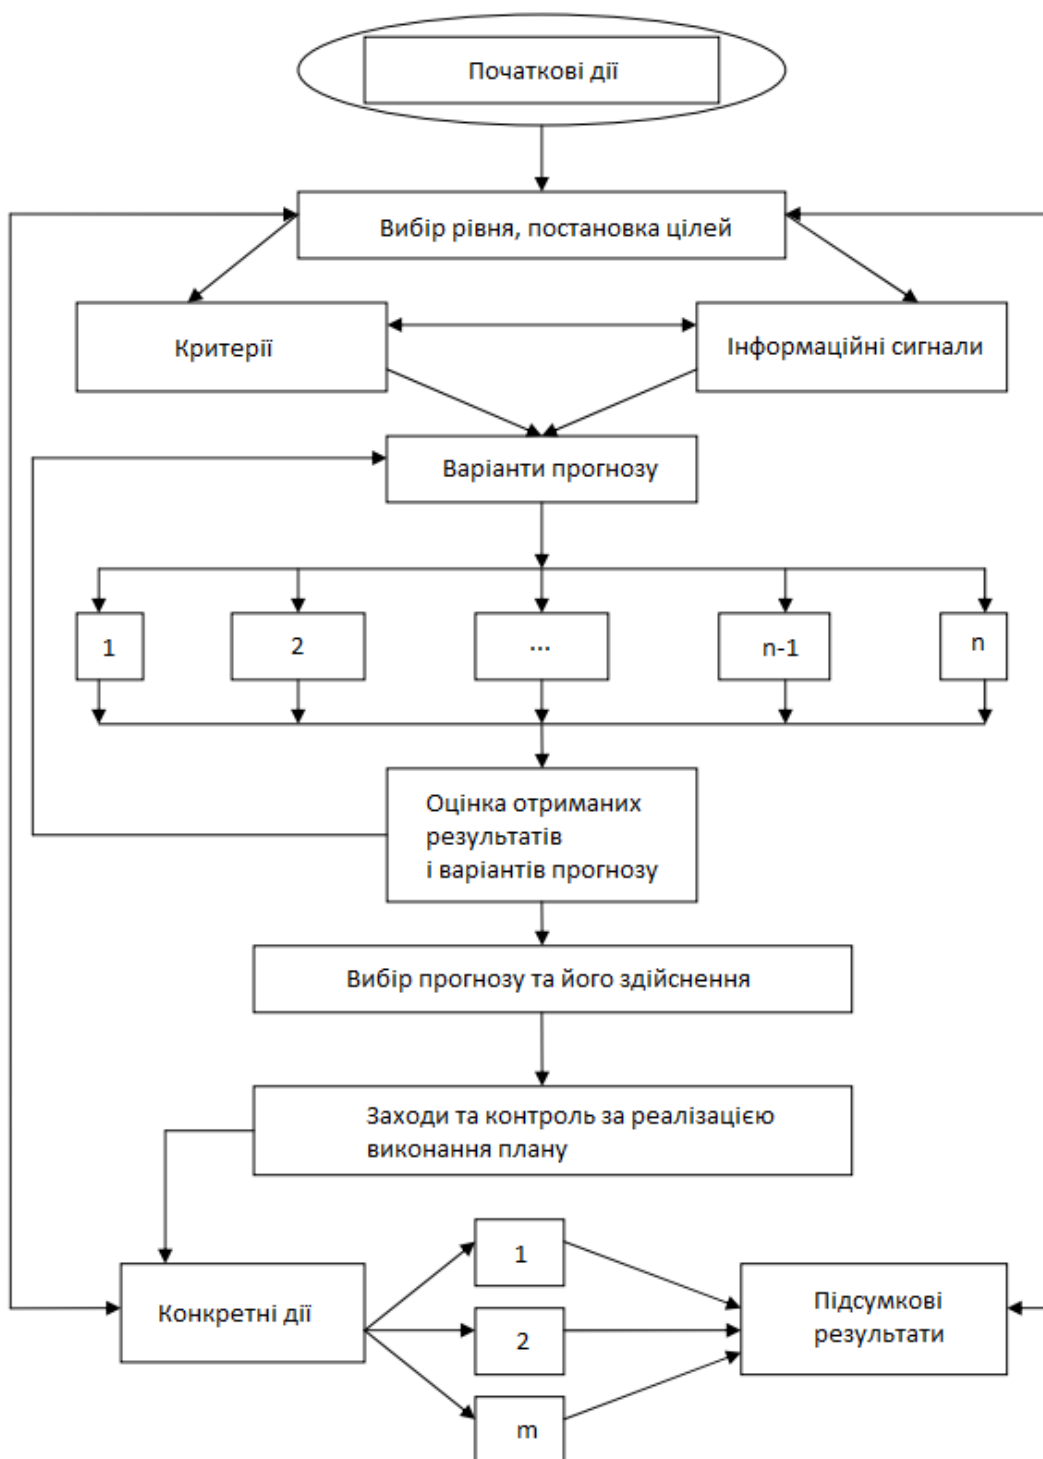 Початкові дії
Вибір рівня, постановка цілей
Критерії
Інформаційні сигнали
Варіанти прогнозу
1
2
...
n-1
n
Оцінка отриманих
результатів
і варіантів прогнозу
Вибір прогнозу та його здійснення
Заходи та контроль за реалізацією
виконання плану
Конкретні дії
1
2
m
Підсумкові
результати